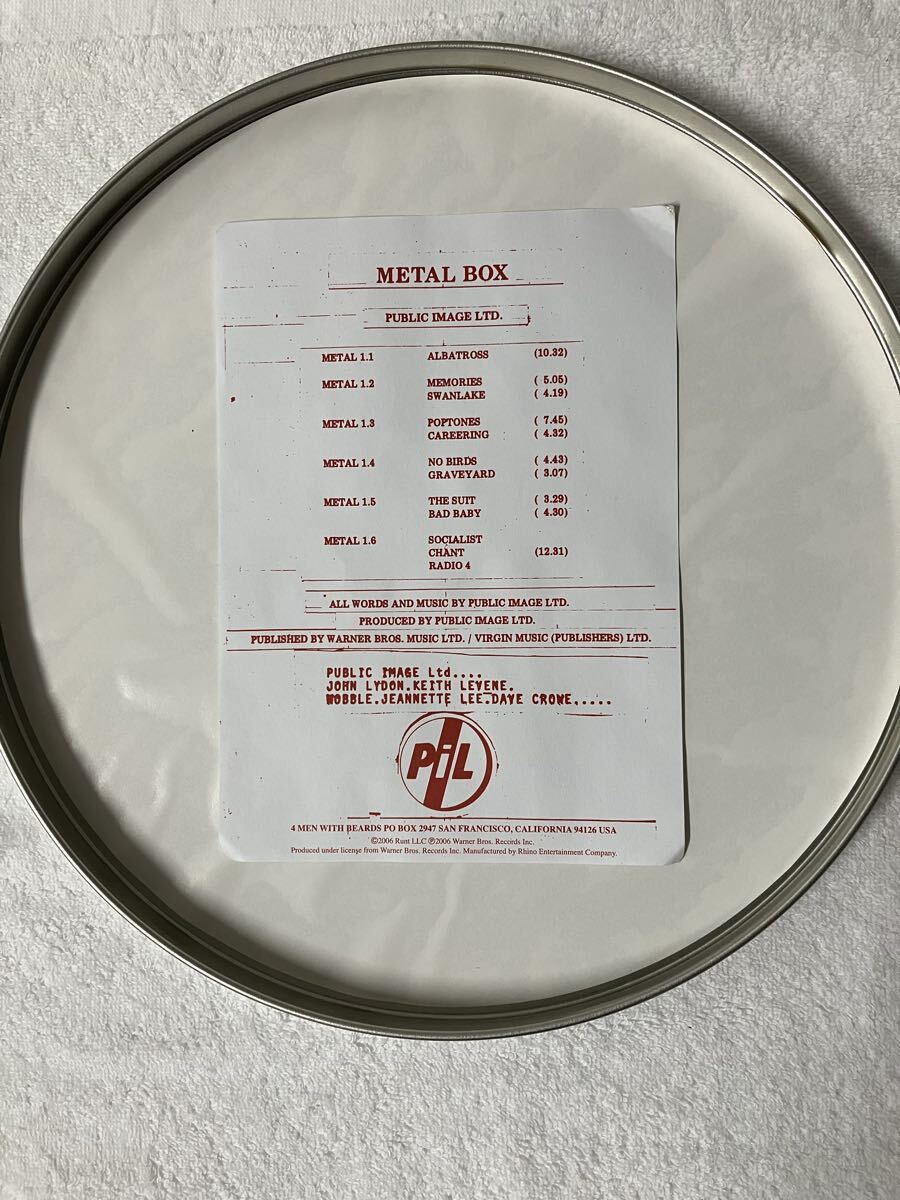 METAL BOX
PUBLIC IMAGE LTD.
METAL 1.1 ALBATROSS (10.32)
METAL 1.2 MEMORIES ( 5.05)
SWANLAKE ( 4.19)
METAL 1.3 POPTONES ( 7.45)
CAREERING ( 4.32)
METAL 1.4 NO BIRDS ( 4.43)
GRAVEYARD ( 3.07)
METAL 1.5 THE SUIT ( 3.29)
BAD BABY ( 4.30)
METAL 1.6 SOCIALIST
CHANT (12.31)
RADIO 4
ALL WORDS AND MUSIC BY PUBLIC IMAGE LTD.
PRODUCED BY PUBLIC IMAGE LTD.
PUBLISHED BY WARNER BROS. MUSIC LTD. / VIRGIN MUSIC (PUBLISHERS) LTD.
PUBLIC IMAGE Ltd....
JOHN LYDON.KEITH LEVENE.
WOBBLE.JEANNETTE LEE.DAVE CROWE.....
PiL
4 MEN WITH BEARDS PO BOX 2947 SAN FRANCISCO, CALIFORNIA 94126 USA
©2006 Runt LLC ℗2006 Warner Bros. Records Inc.
Produced under license from Warner Bros. Records Inc. Manufactured by Rhino Entertainment Company.